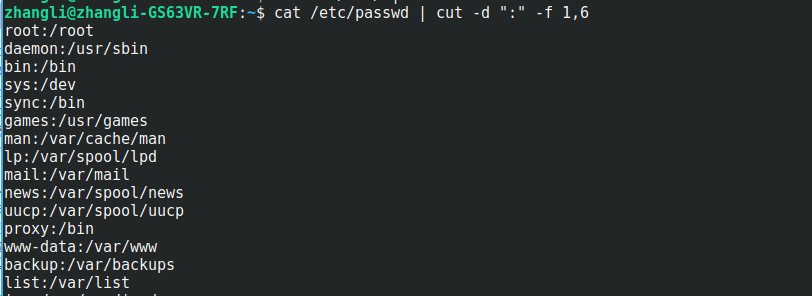 zhangli@zhangli-GS63VR-7RF:~$ cat /etc/passwd | cut -d ":" -f 1,6
root:/root
daemon:/usr/sbin
bin:/bin
sys:/dev
sync:/bin
games:/usr/games
man:/var/cache/man
lp:/var/spool/lpd
mail:/var/mail
news:/var/spool/news
uucp:/var/spool/uucp
proxy:/bin
www-data:/var/www
backup:/var/backups
list:/var/list